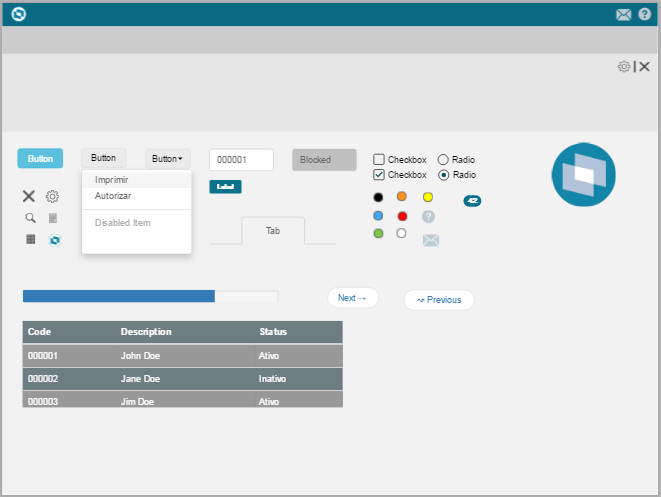 Button
Button
Button
000001
Blocked
Checkbox
Radio
Checkbox
Radio
Imprimir
Autorizar
Disabled Item
42
Tab
Next→
Previous
Code Description Status
000001 John Doe Ativo
000002 Jane Doe Inativo
000003 Jim Doe Ativo